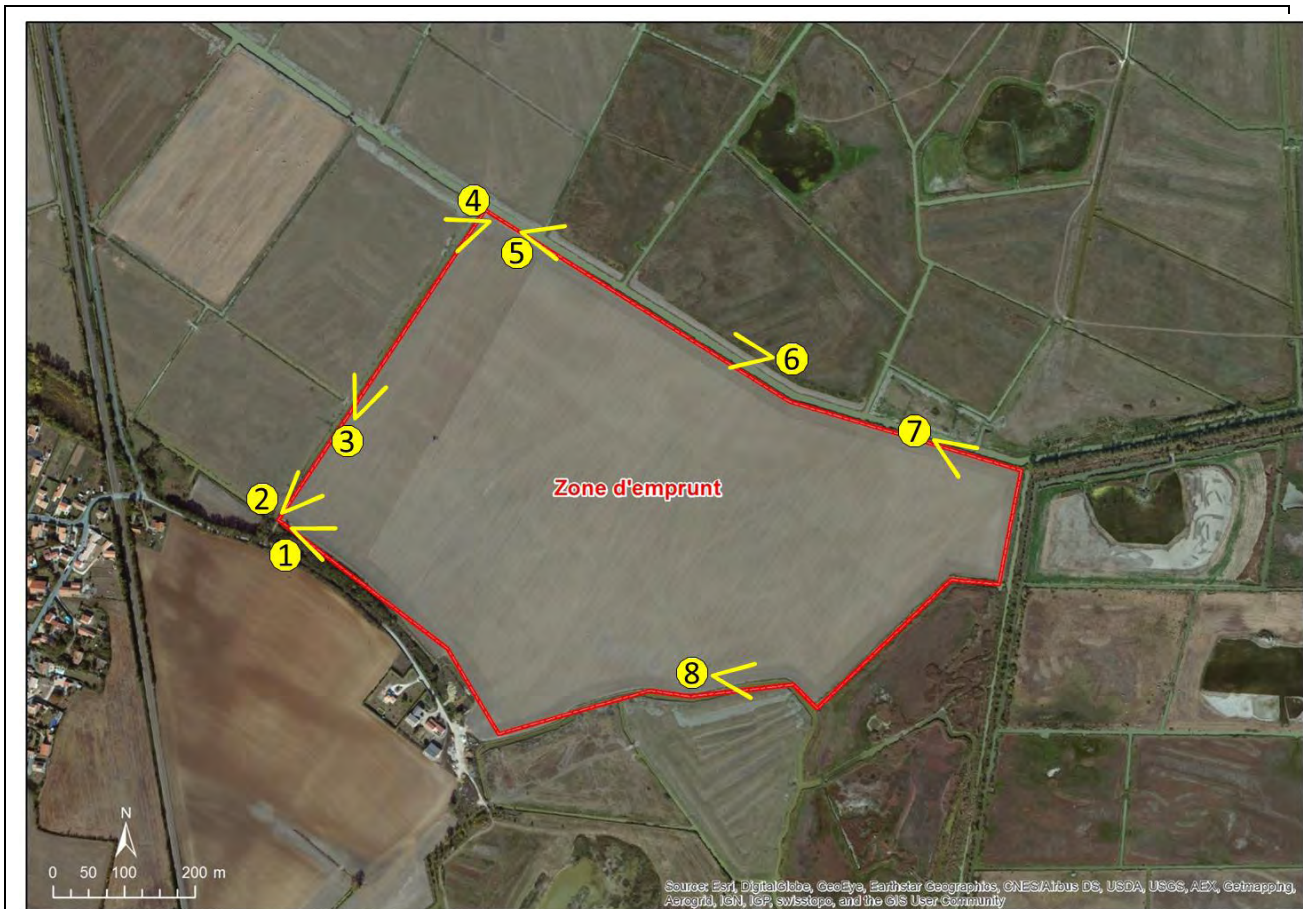 4
5
6
7
3
Zone d'emprunt
2
1
8
N
0 50 100 200 m
Source: Esri, DigitalGlobe, GeoEye, Earthstar Geographics, CNES/Airbus DS, USDA, USGS, AEX, Getmapping,
Aerogrid, IGN, IGP, swisstopo, and the GIS User Community